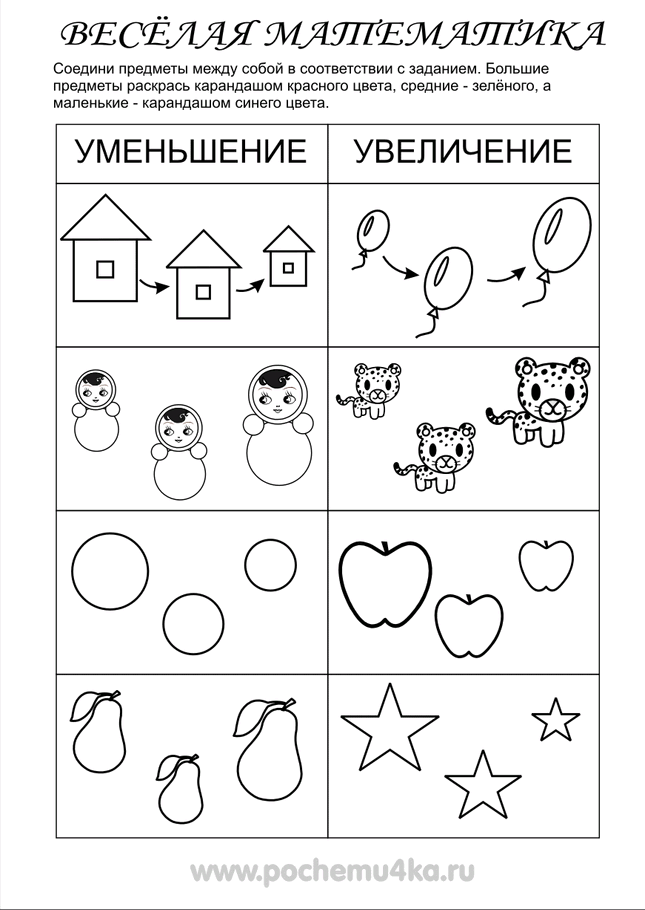 ВЕСЁЛАЯ МАТЕМАТИКА
Соедини предметы между собой в соответствии с заданием. Большие
предметы раскрась карандашом красного цвета, средние - зелёного, а
маленькие - карандашом синего цвета.
УМЕНЬШЕНИЕ УВЕЛИЧЕНИЕ
www.pochemu4ka.ru